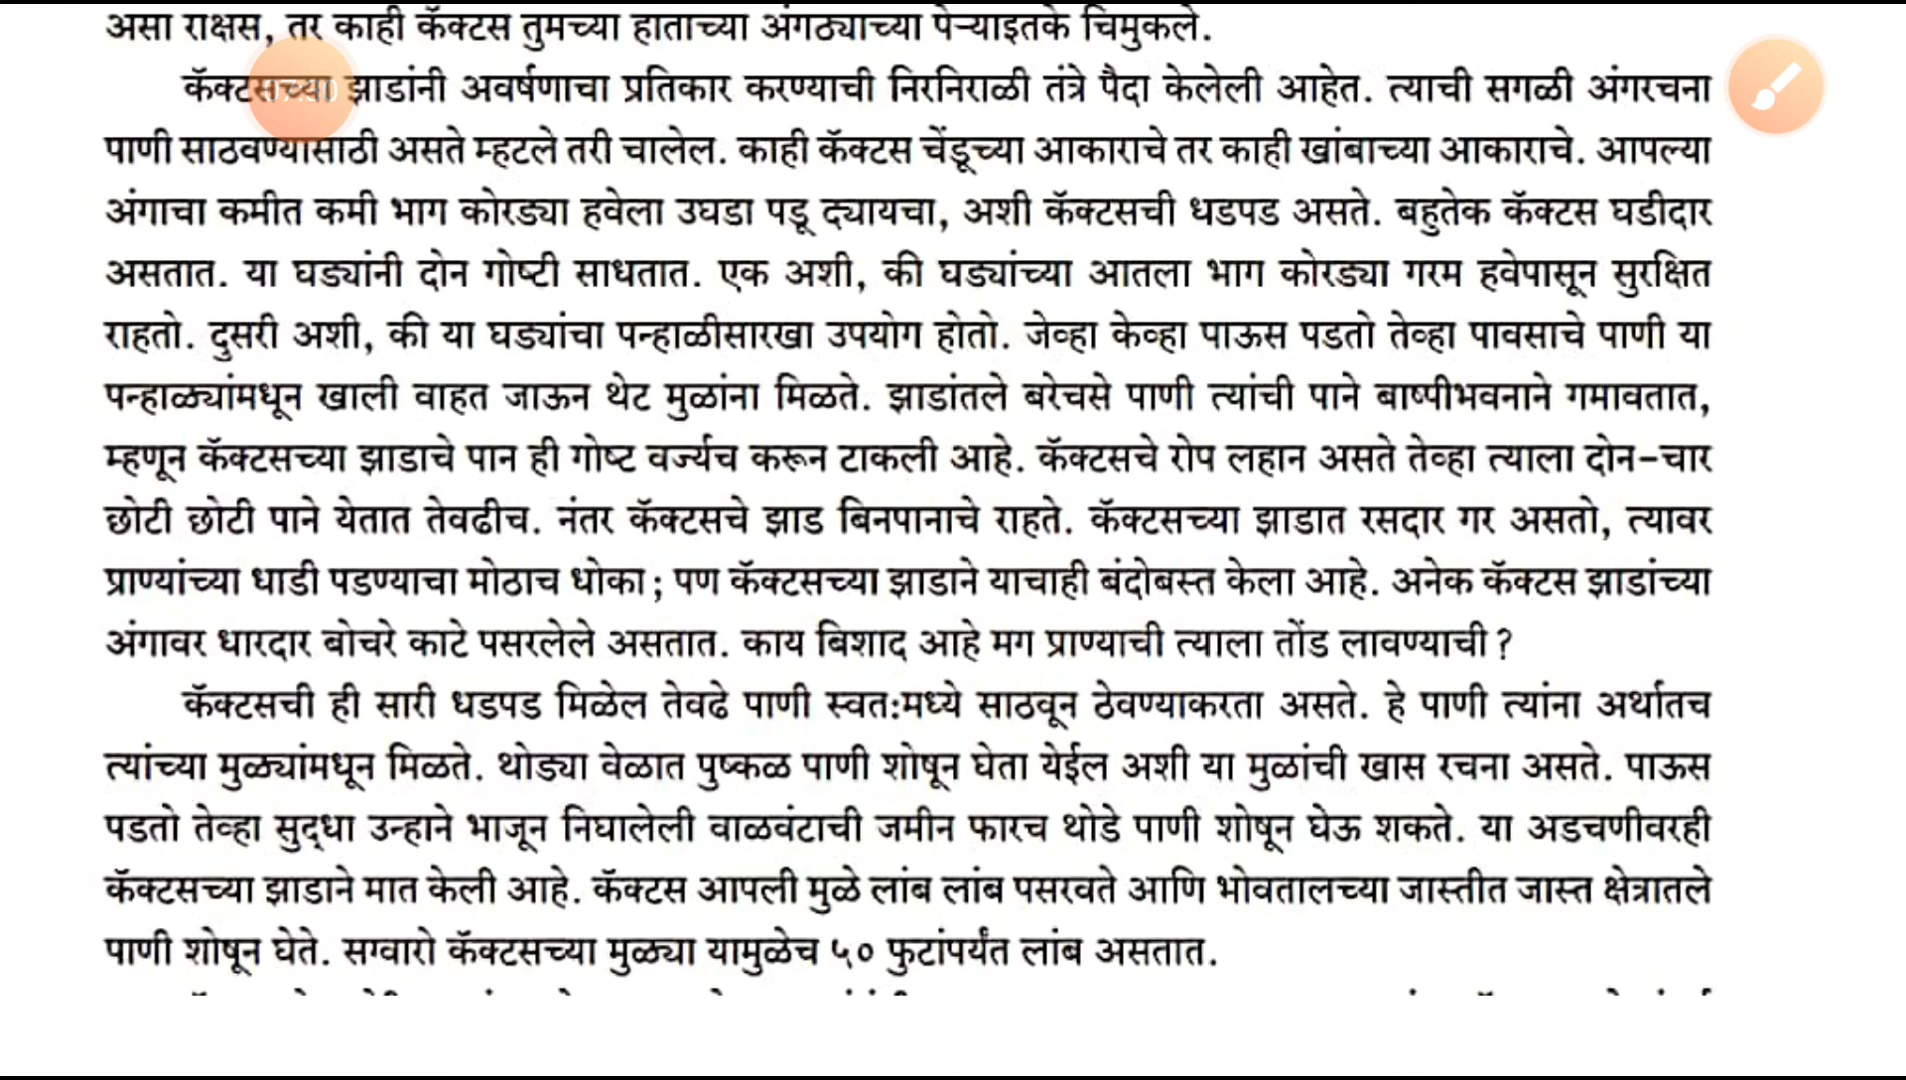 असा राक्षस, तर काही कॅक्टस तुमच्या हाताच्या अंगठ्याच्या पेऱ्याइतके चिमुकले.
कॅक्टसच्या झाडांनी अवर्षणाचा प्रतिकार करण्याची निरनिराळी तंत्रे पैदा केलेली आहेत. त्याची सगळी अंगरचना
पाणी साठवण्यासाठी असते म्हटले तरी चालेल. काही कॅक्टस चेंडूच्या आकाराचे तर काही खांबाच्या आकाराचे. आपल्या
अंगाचा कमीत कमी भाग कोरड्या हवेला उघडा पडू द्यायचा, अशी कॅक्टसची धडपड असते. बहुतेक कॅक्टस घडीदार
असतात. या घड्यांनी दोन गोष्टी साधतात. एक अशी, की घड्यांच्या आतला भाग कोरड्या गरम हवेपासून सुरक्षित
राहतो. दुसरी अशी, की या घड्यांचा पन्हाळीसारखा उपयोग होतो. जेव्हा केव्हा पाऊस पडतो तेव्हा पावसाचे पाणी या
पन्हाळ्यांमधून खाली वाहत जाऊन थेट मुळांना मिळते. झाडांतले बरेचसे पाणी त्यांची पाने बाष्पीभवनाने गमावतात,
म्हणून कॅक्टसच्या झाडाचे पान ही गोष्ट वर्ज्यच करून टाकली आहे. कॅक्टसचे रोप लहान असते तेव्हा त्याला दोन-चार
छोटी छोटी पाने येतात तेवढीच. नंतर कॅक्टसचे झाड बिनपानाचे राहते. कॅक्टसच्या झाडात रसदार गर असतो, त्यावर
प्राण्यांच्या धाडी पडण्याचा मोठाच धोका; पण कॅक्टसच्या झाडाने याचाही बंदोबस्त केला आहे. अनेक कॅक्टस झाडांच्या
अंगावर धारदार बोचरे काटे पसरलेले असतात. काय बिशाद आहे मग प्राण्याची त्याला तोंड लावण्याची?
कॅक्टसची ही सारी धडपड मिळेल तेवढे पाणी स्वत:मध्ये साठवून ठेवण्याकरता असते. हे पाणी त्यांना अर्थातच
त्यांच्या मुळ्यांमधून मिळते. थोड्या वेळात पुष्कळ पाणी शोषून घेता येईल अशी या मुळांची खास रचना असते. पाऊस
पडतो तेव्हा सुद्धा उन्हाने भाजून निघालेली वाळवंटाची जमीन फारच थोडे पाणी शोषून घेऊ शकते. या अडचणीवरही
कॅक्टसच्या झाडाने मात केली आहे. कॅक्टस आपली मुळे लांब लांब पसरवते आणि भोवतालच्या जास्तीत जास्त क्षेत्रातले
पाणी शोषून घेते. सग्वारो कॅक्टसच्या मुळ्या यामुळेच ५० फुटांपर्यंत लांब असतात.